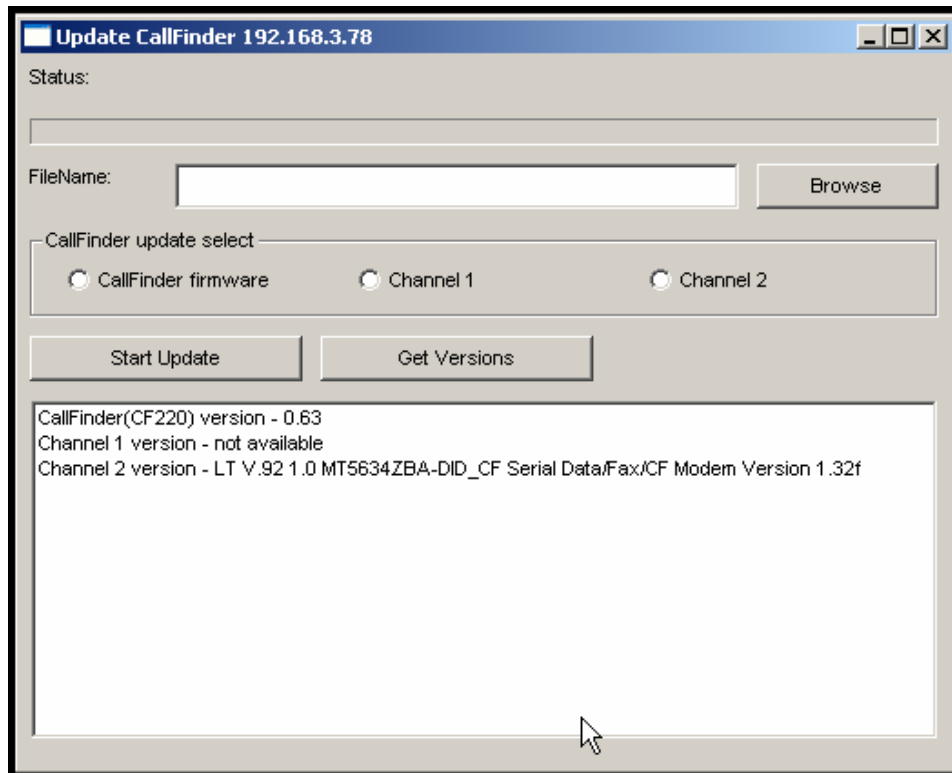 Update CallFinder 192.168.3.78
Status:
FileName:
Browse
CallFinder update select
CallFinder firmware
Channel 1
Channel 2
Start Update
Get Versions
CallFinder(CF220) version - 0.63
Channel 1 version - not available
Channel 2 version - LT V.92 1.0 MT5634ZBA-DID_CF Serial Data/Fax/CF Modem Version 1.32f